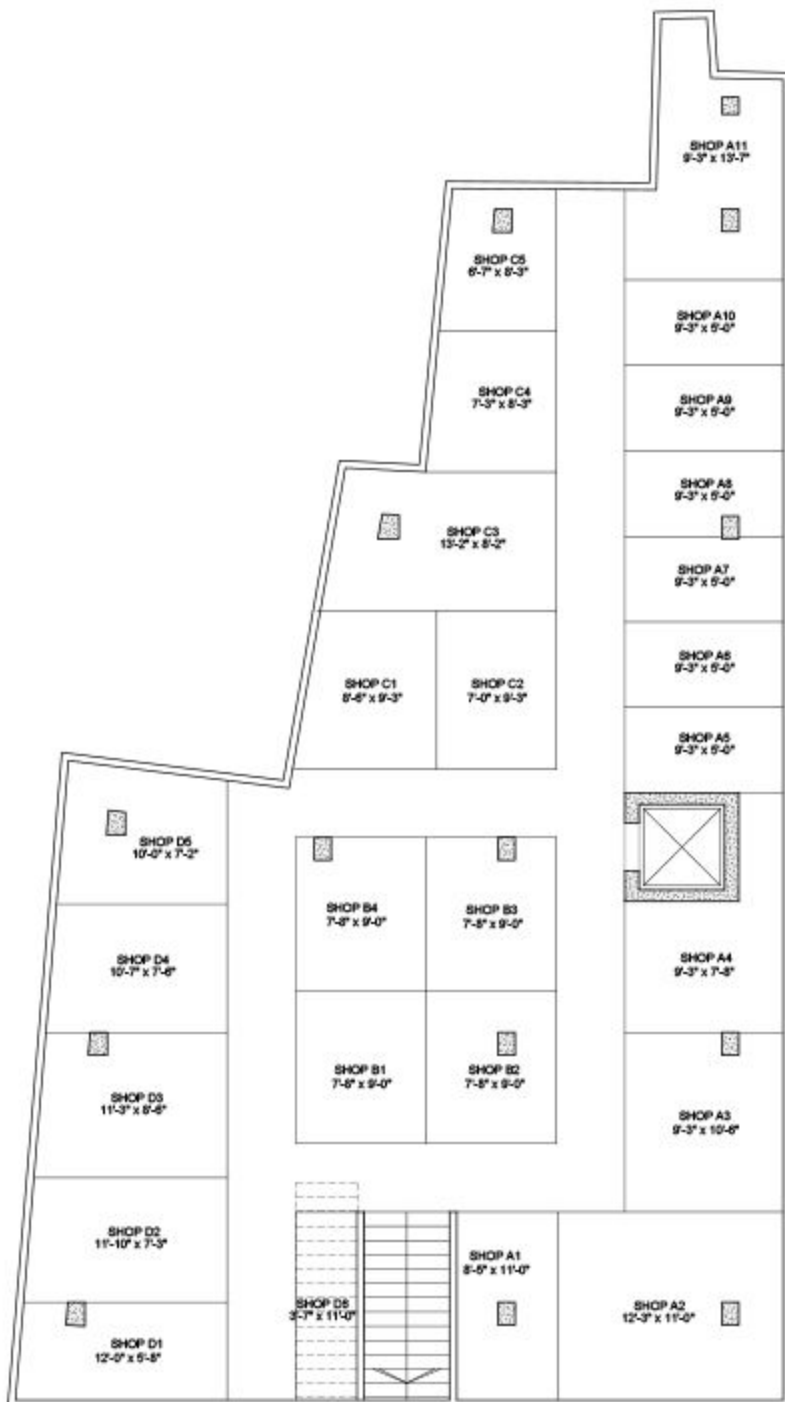 SHOP A11
9'-3" x 13'-7"
SHOP C5
6'-7" x 8'-3"
SHOP A10
9'-3" x 5'-0"
SHOP C4
7'-3" x 8'-3"
SHOP A9
9'-3" x 5'-0"
SHOP A8
9'-3" x 5'-0"
SHOP C3
13'-2" x 8'-2"
SHOP A7
9'-3" x 5'-0"
SHOP A6
9'-3" x 5'-0"
SHOP C1
8'-6" x 9'-3"
SHOP C2
7'-0" x 9'-3"
SHOP A5
9'-3" x 5'-0"
SHOP D5
10'-0" x 7'-2"
SHOP B4
7'-8" x 9'-0"
SHOP B3
7'-8" x 9'-0"
SHOP D4
10'-7" x 7'-6"
SHOP A4
9'-3" x 7'-8"
SHOP B1
7'-8" x 9'-0"
SHOP B2
7'-8" x 9'-0"
SHOP D3
11'-3" x 8'-6"
SHOP A3
9'-3" x 10'-6"
SHOP D2
11'-10" x 7'-3"
SHOP A1
8'-5" x 11'-0"
SHOP D6
3'-7" x 11'-0"
SHOP A2
12'-3" x 11'-0"
SHOP D1
12'-0" x 5'-8"